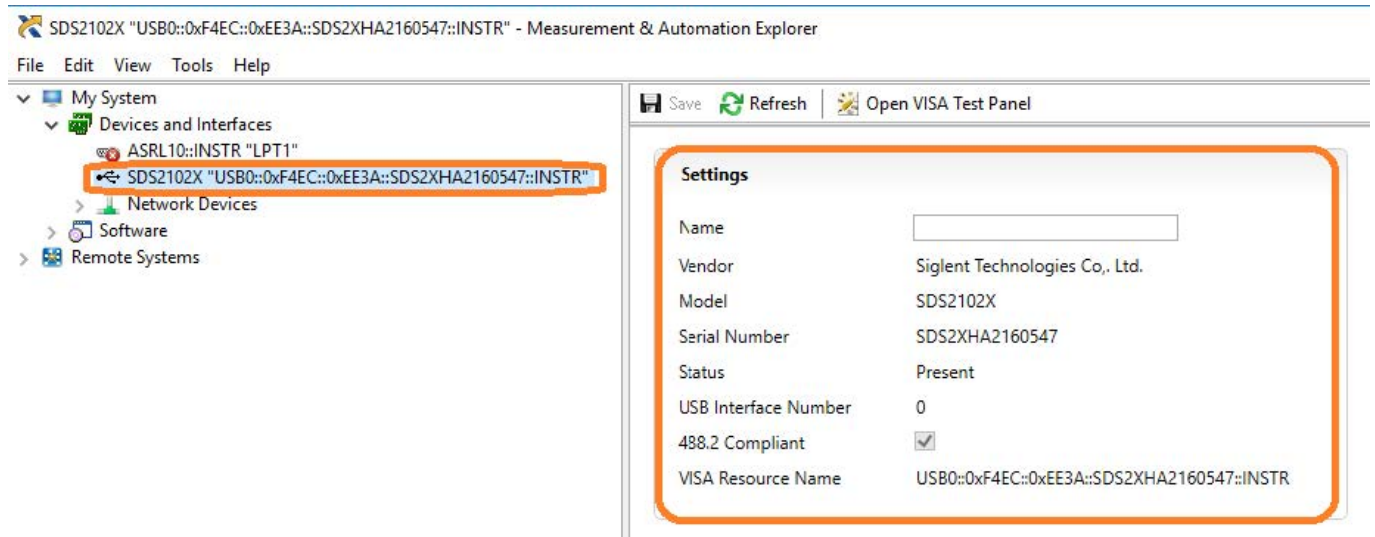 SDS2102X "USB0::0xF4EC::0xEE3A::SDS2XHA2160547::INSTR" - Measurement & Automation Explorer
File Edit View Tools Help
My System
Devices and Interfaces
ASRL10::INSTR "LPT1"
SDS2102X "USB0::0xF4EC::0xEE3A::SDS2XHA2160547::INSTR"
Network Devices
Software
Remote Systems
Save Refresh Open VISA Test Panel
Settings
Name
Vendor Siglent Technologies Co,. Ltd.
Model SDS2102X
Serial Number SDS2XHA2160547
Status Present
USB Interface Number 0
488.2 Compliant
VISA Resource Name USB0::0xF4EC::0xEE3A::SDS2XHA2160547::INSTR